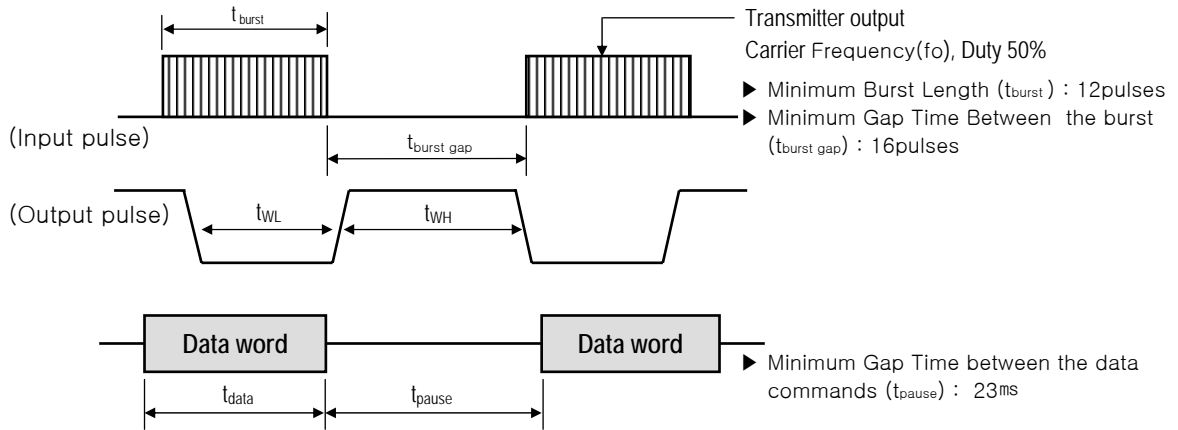 t burst
Transmitter output
Carrier Frequency(fo), Duty 50%
▶ Minimum Burst Length (tburst) : 12pulses
▶ Minimum Gap Time Between the burst
(tburst gap) : 16pulses
(Input pulse)
tburst gap
(Output pulse)
tWL
tWH
Data word
Data word
▶ Minimum Gap Time between the data
commands (tpause) : 23ms
tdata
tpause